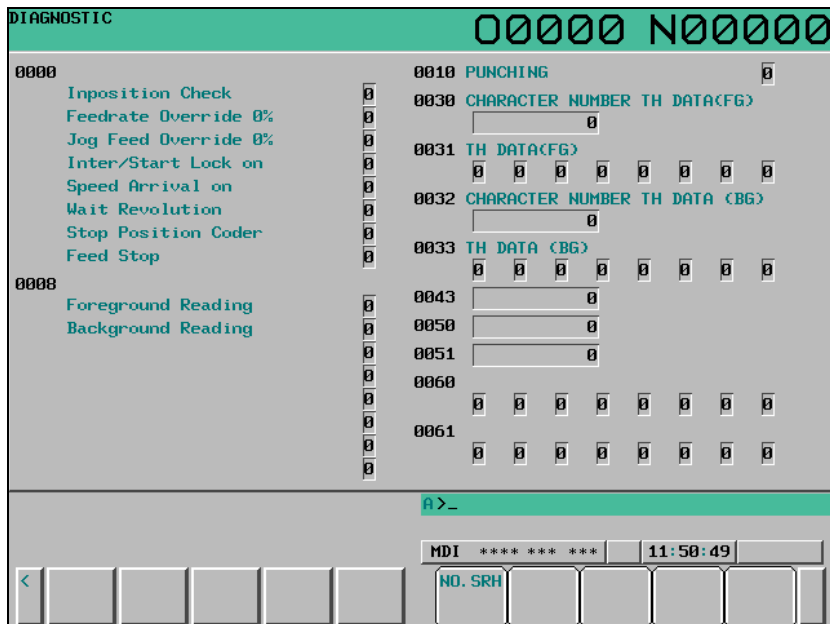 DIAGNOSTIC
O0000 N00000
0000
Inposition Check 0
Feedrate Override 0% 0
Jog Feed Override 0% 0
Inter/Start Lock on 0
Speed Arrival on 0
Wait Revolution 0
Stop Position Coder 0
Feed Stop 0
0008
Foreground Reading 0
Background Reading 0
0
0
0
0
0
0
0010 PUNCHING 0
0030 CHARACTER NUMBER TH DATA(FG)
0
0031 TH DATA(FG)
0 0 0 0 0 0 0 0
0032 CHARACTER NUMBER TH DATA (BG)
0
0033 TH DATA (BG)
0 0 0 0 0 0 0 0
0043 0
0050 0
0051 0
0060
0 0 0 0 0 0 0 0
0061
0 0 0 0 0 0 0 0
A>_
MDI **** *** *** 11:50:49
< NO.SRH